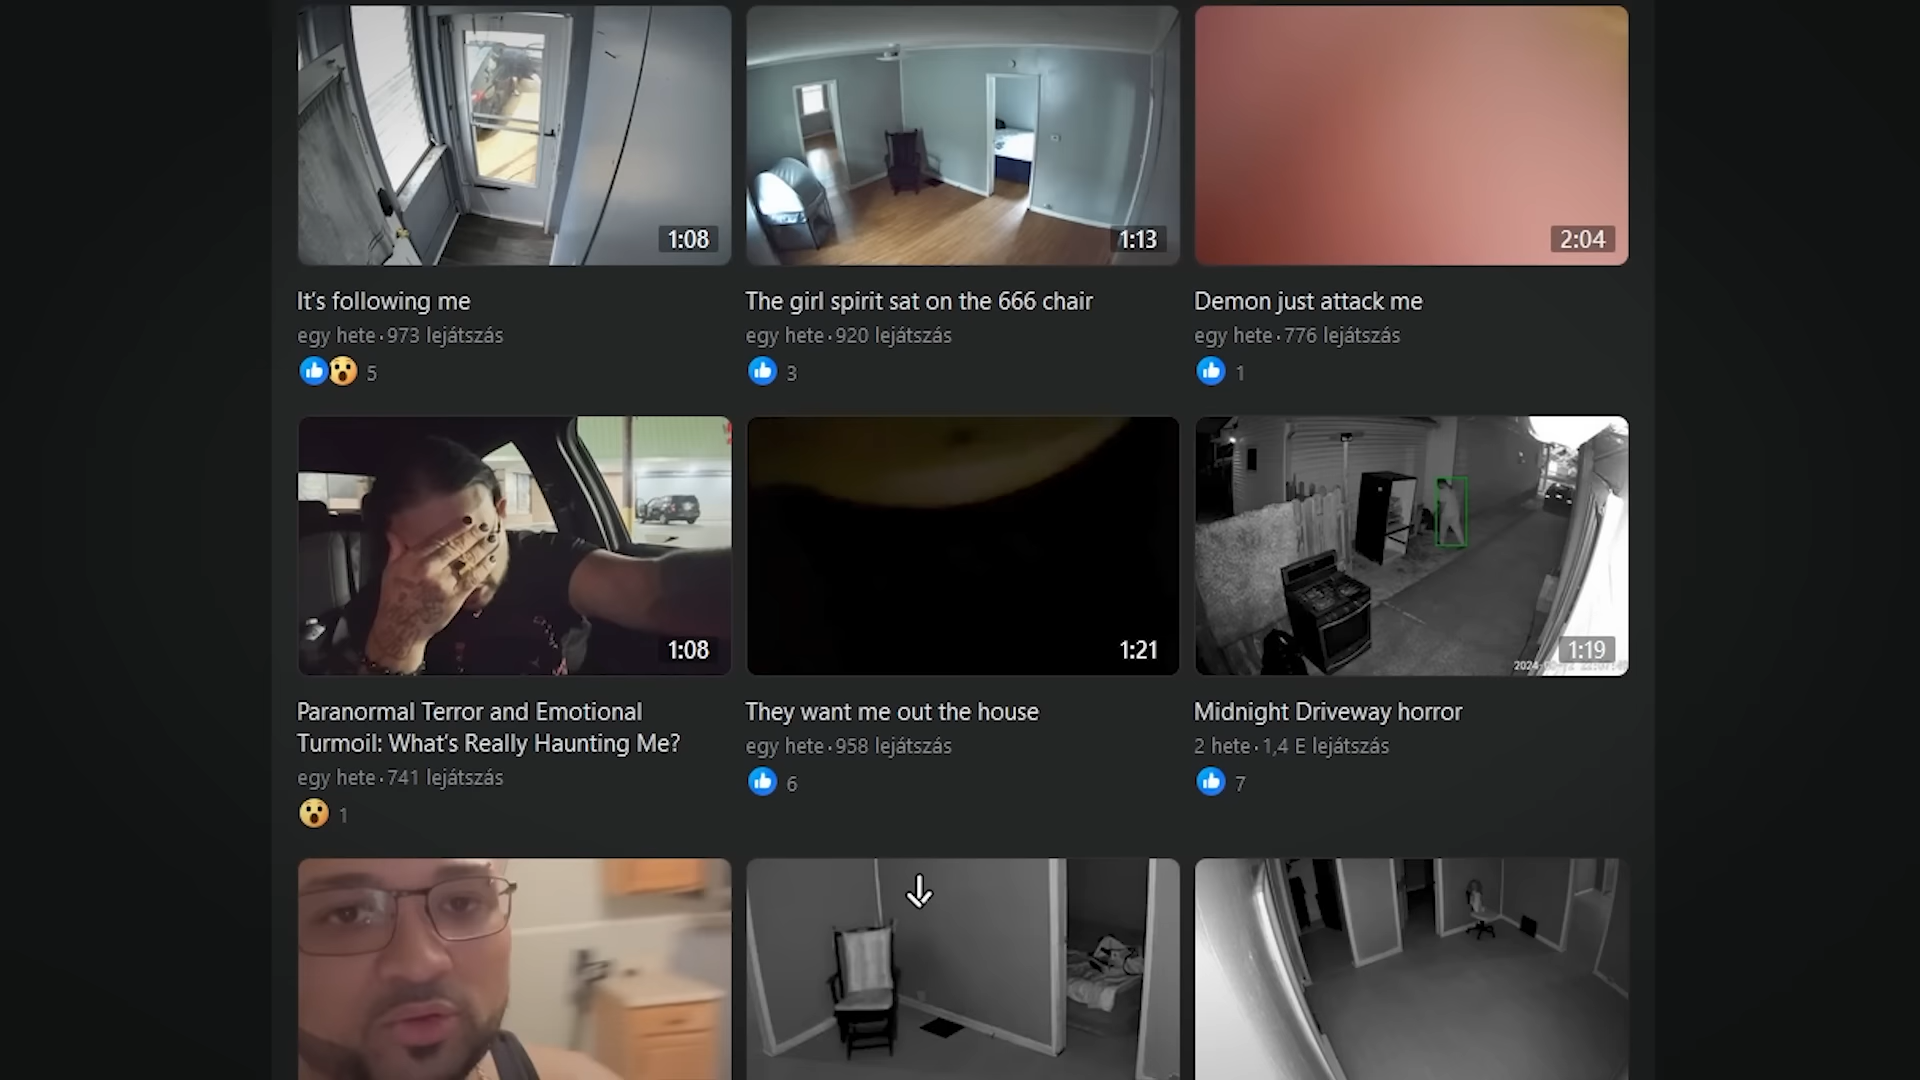 1:08
1:13
2:04
It's following me
The girl spirit sat on the 666 chair
Demon just attack me
egy hete · 973 lejátszás
egy hete · 920 lejátszás
egy hete · 776 lejátszás
5
3
1
1:08
1:21
1:19
2024-
Paranormal Terror and Emotional
Turmoil: What's Really Haunting Me?
They want me out the house
Midnight Driveway horror
egy hete · 741 lejátszás
egy hete · 958 lejátszás
2 hete · 1,4 E lejátszás
1
6
7